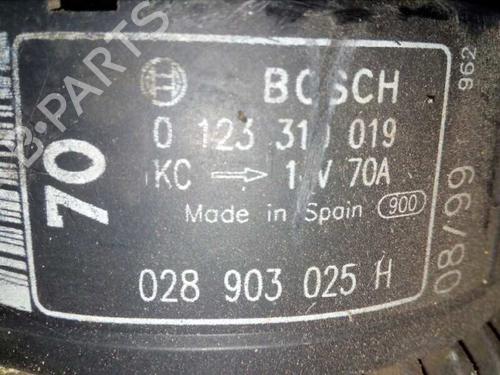 B-PARTS
BOSCH
0 123 310 019
KC → 14V 70A
Made in Spain 900
028 903 025 H
70
08/99
962